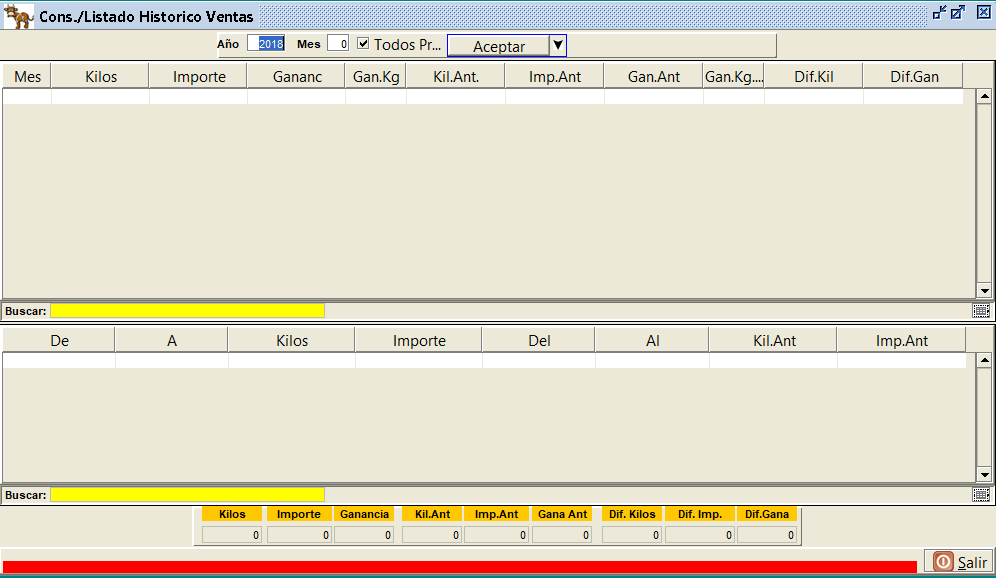 Cons./Listado Historico Ventas
Año 2018 Mes 0 Todos Pr... Aceptar
Mes Kilos Importe Gananc Gan.Kg Kil.Ant. Imp.Ant Gan.Ant Gan.Kg.... Dif.Kil Dif.Gan
Buscar:
De A Kilos Importe Del Al Kil.Ant Imp.Ant
Buscar:
Kilos Importe Ganancia Kil.Ant Imp.Ant Gana Ant Dif. Kilos Dif. Imp. Dif.Gana
0 0 0 0 0 0 0 0 0
Salir